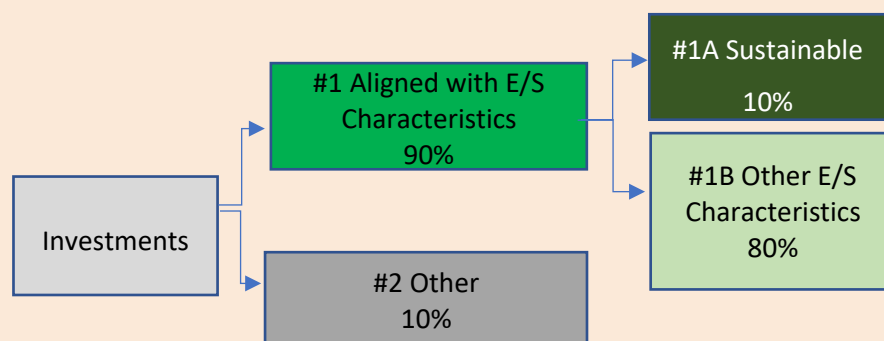 #1A Sustainable
10%
#1 Aligned with E/S
Characteristics
90%
#1B Other E/S
Characteristics
80%
Investments
#2 Other
10%